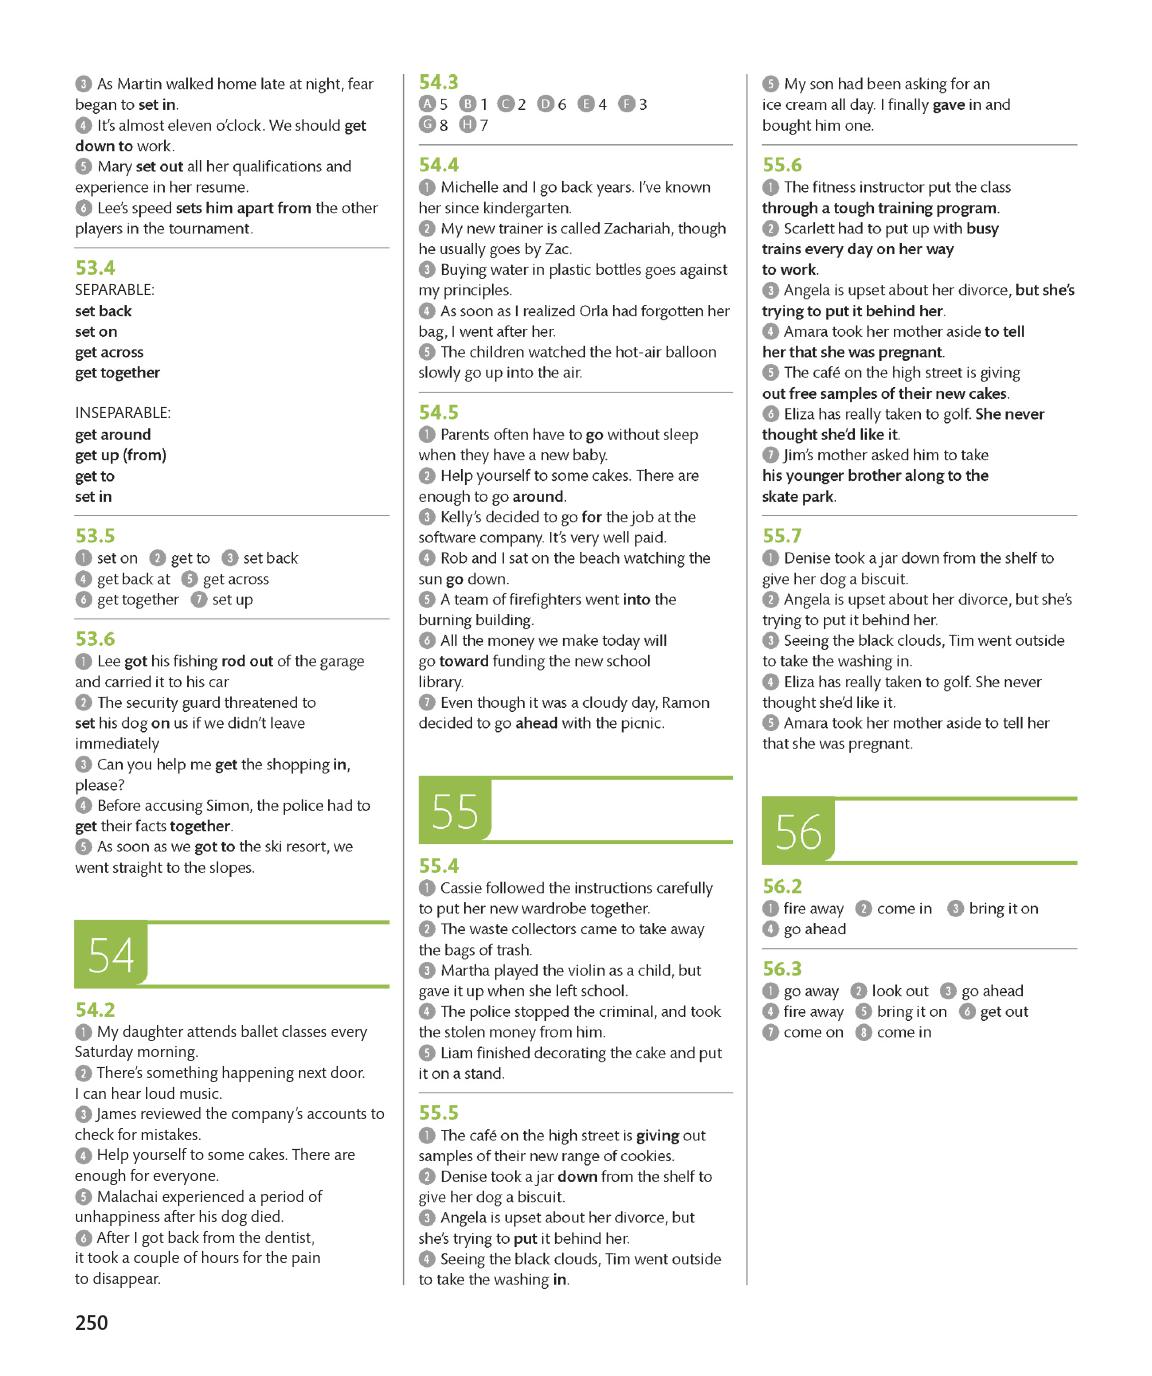 3 As Martin walked home late at night, fear
began to set in.
4 It's almost eleven o'clock. We should get
down to work.
5 Mary set out all her qualifications and
experience in her resume.
6 Lee's speed sets him apart from the other
players in the tournament.
53.4
SEPARABLE:
set back
set on
get across
get together
INSEPARABLE:
get around
get up (from)
get to
set in
53.5
1 set on 2 get to 3 set back
4 get back at 5 get across
6 get together 7 set up
53.6
1 Lee got his fishing rod out of the garage
and carried it to his car
2 The security guard threatened to
set his dog on us if we didn't leave
immediately
3 Can you help me get the shopping in,
please?
4 Before accusing Simon, the police had to
get their facts together.
5 As soon as we got to the ski resort, we
went straight to the slopes.
54
54.2
1 My daughter attends ballet classes every
Saturday morning.
2 There's something happening next door.
I can hear loud music.
3 James reviewed the company's accounts to
check for mistakes.
4 Help yourself to some cakes. There are
enough for everyone.
5 Malachai experienced a period of
unhappiness after his dog died.
6 After I got back from the dentist,
it took a couple of hours for the pain
to disappear.
54.3
A 5 B 1 C 2 D 6 E 4 F 3
G 8 H 7
54.4
1 Michelle and I go back years. I've known
her since kindergarten.
2 My new trainer is called Zachariah, though
he usually goes by Zac.
3 Buying water in plastic bottles goes against
my principles.
4 As soon as I realized Orla had forgotten her
bag, I went after her.
5 The children watched the hot-air balloon
slowly go up into the air.
54.5
1 Parents often have to go without sleep
when they have a new baby.
2 Help yourself to some cakes. There are
enough to go around.
3 Kelly's decided to go for the job at the
software company. It's very well paid.
4 Rob and I sat on the beach watching the
sun go down.
5 A team of firefighters went into the
burning building.
6 All the money we make today will
go toward funding the new school
library.
7 Even though it was a cloudy day, Ramon
decided to go ahead with the picnic.
55
55.4
1 Cassie followed the instructions carefully
to put her new wardrobe together.
2 The waste collectors came to take away
the bags of trash.
3 Martha played the violin as a child, but
gave it up when she left school.
4 The police stopped the criminal, and took
the stolen money from him.
5 Liam finished decorating the cake and put
it on a stand.
55.5
1 The café on the high street is giving out
samples of their new range of cookies.
2 Denise took a jar down from the shelf to
give her dog a biscuit.
3 Angela is upset about her divorce, but
she's trying to put it behind her.
4 Seeing the black clouds, Tim went outside
to take the washing in.
5 My son had been asking for an
ice cream all day. I finally gave in and
bought him one.
55.6
1 The fitness instructor put the class
through a tough training program.
2 Scarlett had to put up with busy
trains every day on her way
to work.
3 Angela is upset about her divorce, but she's
trying to put it behind her.
4 Amara took her mother aside to tell
her that she was pregnant.
5 The café on the high street is giving
out free samples of their new cakes.
6 Eliza has really taken to golf. She never
thought she'd like it.
7 Jim's mother asked him to take
his younger brother along to the
skate park.
55.7
1 Denise took a jar down from the shelf to
give her dog a biscuit.
2 Angela is upset about her divorce, but she's
trying to put it behind her.
3 Seeing the black clouds, Tim went outside
to take the washing in.
4 Eliza has really taken to golf. She never
thought she'd like it.
5 Amara took her mother aside to tell her
that she was pregnant.
56
56.2
1 fire away 2 come in 3 bring it on
4 go ahead
56.3
1 go away 2 look out 3 go ahead
4 fire away 5 bring it on 6 get out
7 come on 8 come in
250